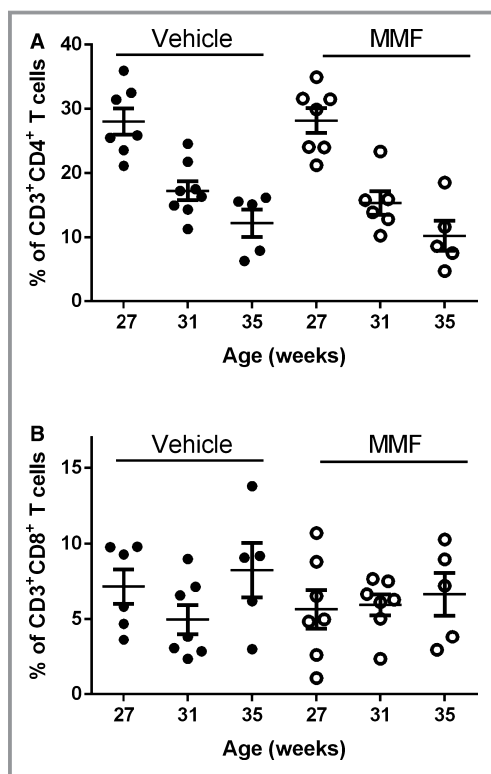 A
Vehicle MMF
% of CD3⁺CD4⁺ T cells
40
30
20
10
0
27 31 35 27 31 35
Age (weeks)
B
Vehicle MMF
% of CD3⁺CD8⁺ T cells
15
10
5
0
27 31 35 27 31 35
Age (weeks)